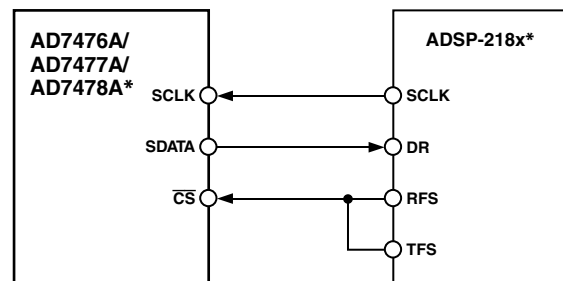 AD7476A/
AD7477A/
AD7478A*
ADSP-218x*
SCLK
SCLK
SDATA
DR
CS
RFS
TFS